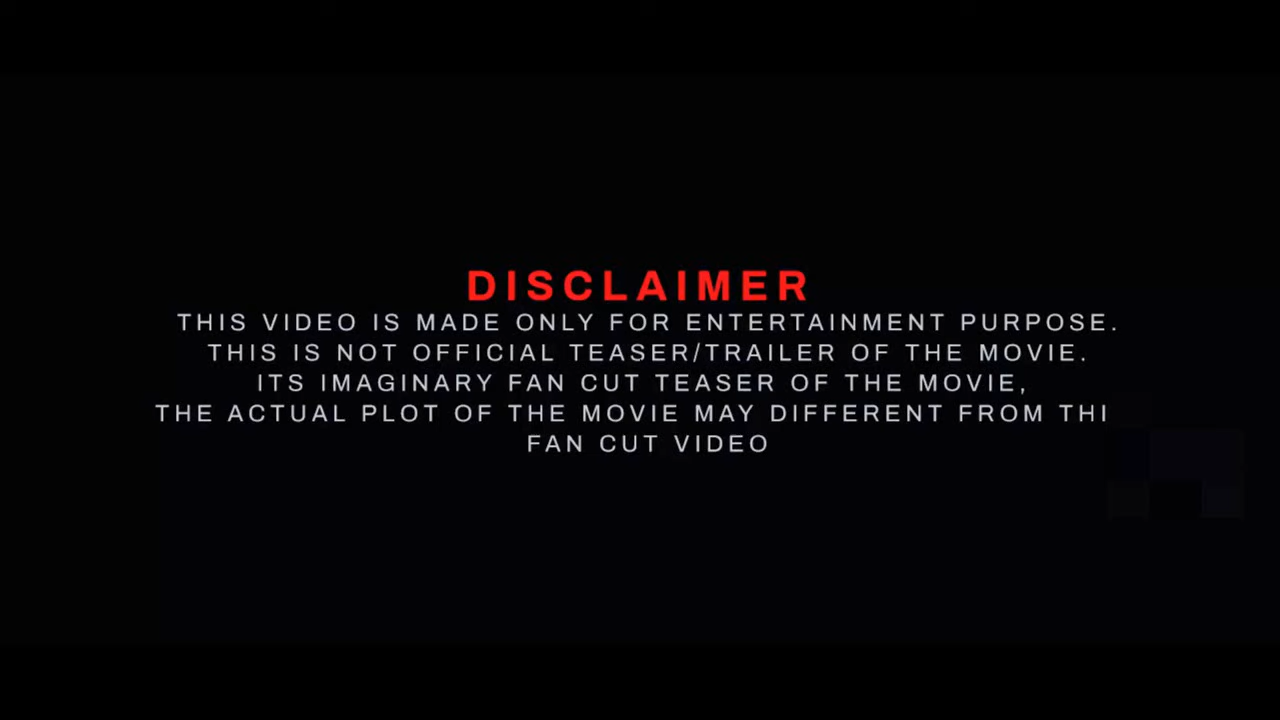 DISCLAIMER
THIS VIDEO IS MADE ONLY FOR ENTERTAINMENT PURPOSE.
THIS IS NOT OFFICIAL TEASER/TRAILER OF THE MOVIE.
ITS IMAGINARY FAN CUT TEASER OF THE MOVIE,
THE ACTUAL PLOT OF THE MOVIE MAY DIFFERENT FROM THI
FAN CUT VIDEO